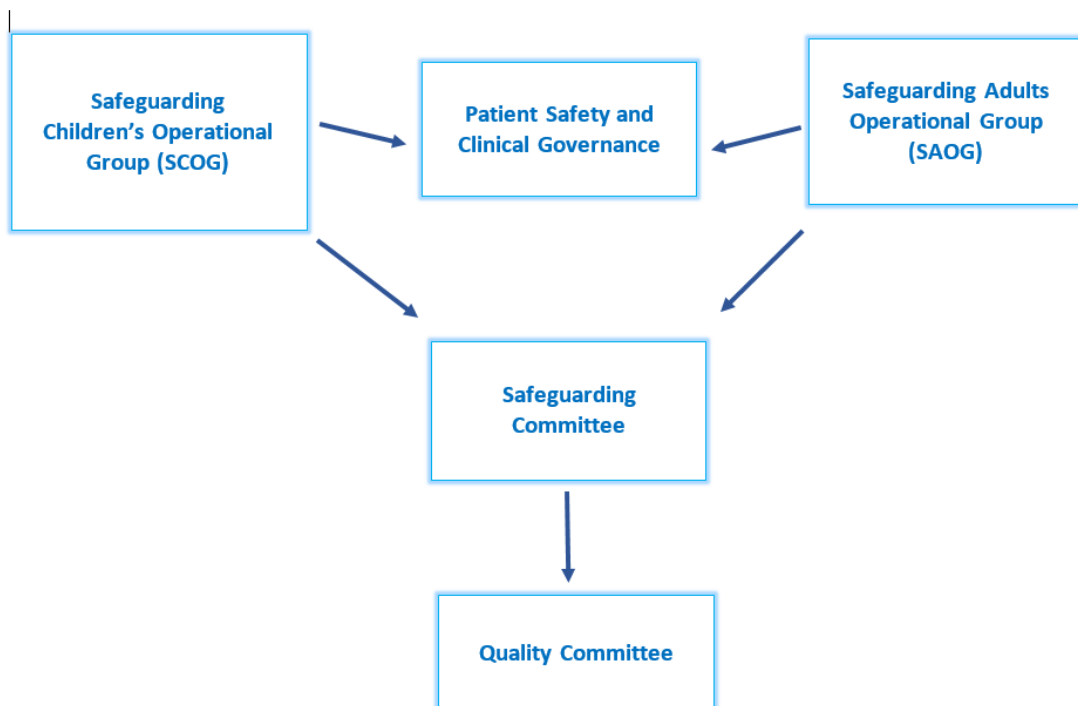 Safeguarding
Children’s Operational
Group (SCOG)
Patient Safety and
Clinical Governance
Safeguarding Adults
Operational Group
(SAOG)
Safeguarding
Committee
Quality Committee